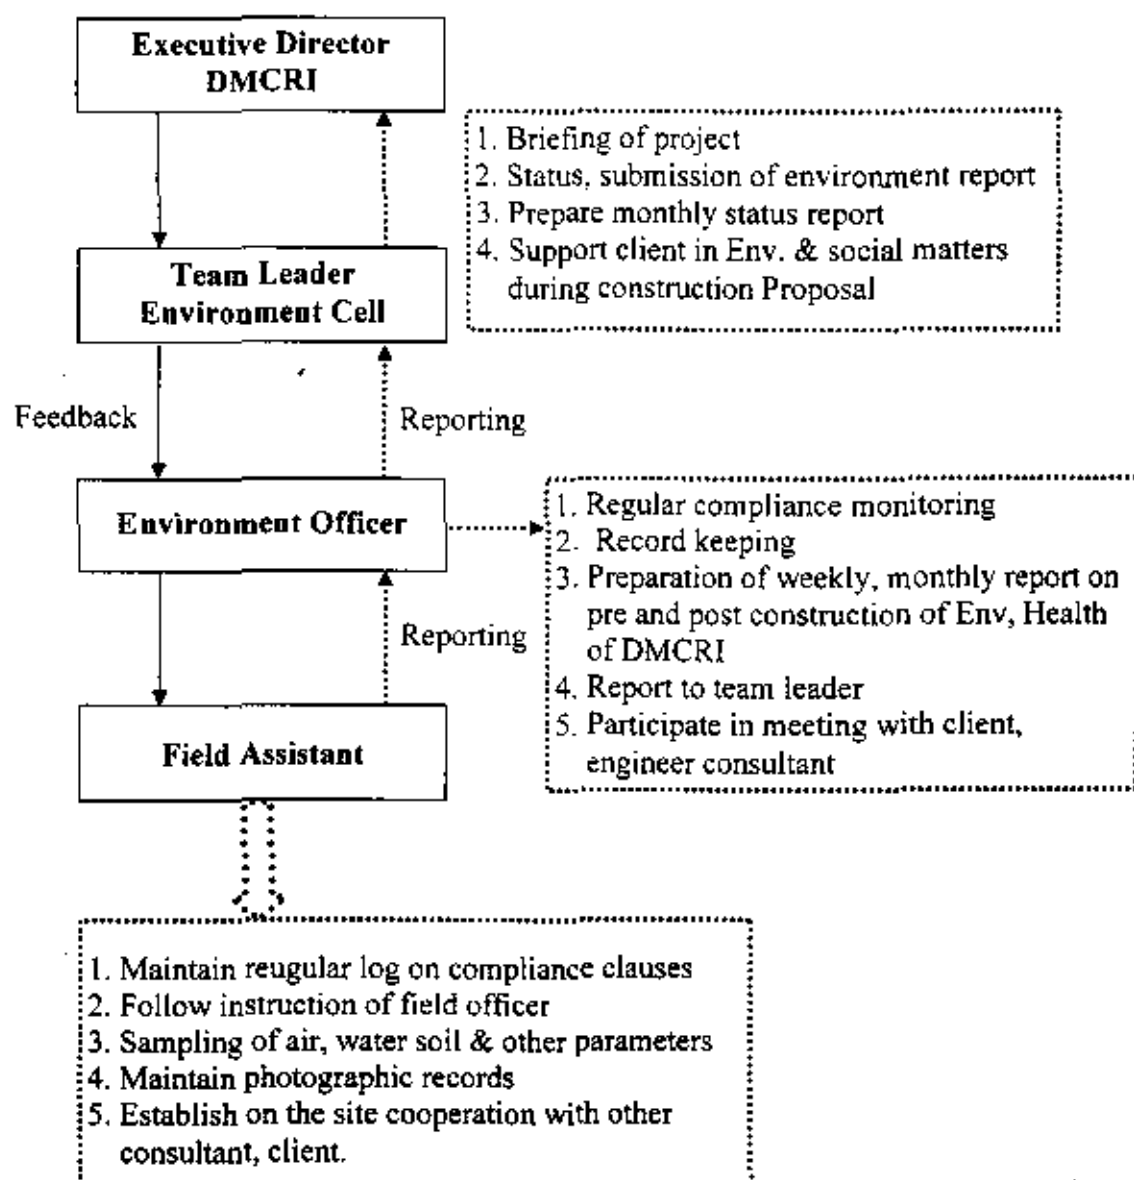 Executive Director
DMCRI
1. Briefing of project
2. Status, submission of environment report
3. Prepare monthly status report
4. Support client in Env. & social matters
during construction Proposal
Team Leader
Environment Cell
Feedback
Reporting
Environment Officer
1. Regular compliance monitoring
2. Record keeping
3. Preparation of weekly, monthly report on
pre and post construction of Env, Health
of DMCRI
4. Report to team leader
5. Participate in meeting with client,
engineer consultant
Reporting
Field Assistant
1. Maintain reugular log on compliance clauses
2. Follow instruction of field officer
3. Sampling of air, water soil & other parameters
4. Maintain photographic records
5. Establish on the site cooperation with other
consultant, client.